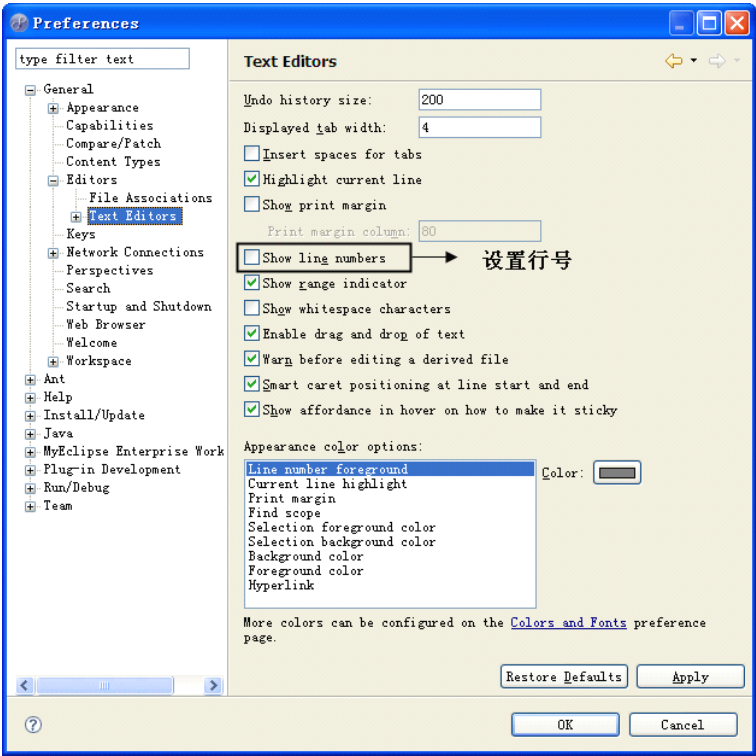 Preferences
type filter text
General
Appearance
Capabilities
Compare/Patch
Content Types
Editors
File Associations
Text Editors
Keys
Network Connections
Perspectives
Search
Startup and Shutdown
Web Browser
Welcome
Workspace
Ant
Help
Install/Update
Java
MyEclipse Enterprise Work
Plug-in Development
Run/Debug
Team
Text Editors
Undo history size: 200
Displayed tab width: 4
Insert spaces for tabs
Highlight current line
Show print margin
Print margin column: 80
Show line numbers 设置行号
Show range indicator
Show whitespace characters
Enable drag and drop of text
Warn before editing a derived file
Smart caret positioning at line start and end
Show affordance in hover on how to make it sticky
Appearance color options:
Line number foreground
Current line highlight
Print margin
Find scope
Selection foreground color
Selection background color
Background color
Foreground color
Hyperlink
Color:
More colors can be configured on the Colors and Fonts preference
page.
Restore Defaults Apply
OK Cancel